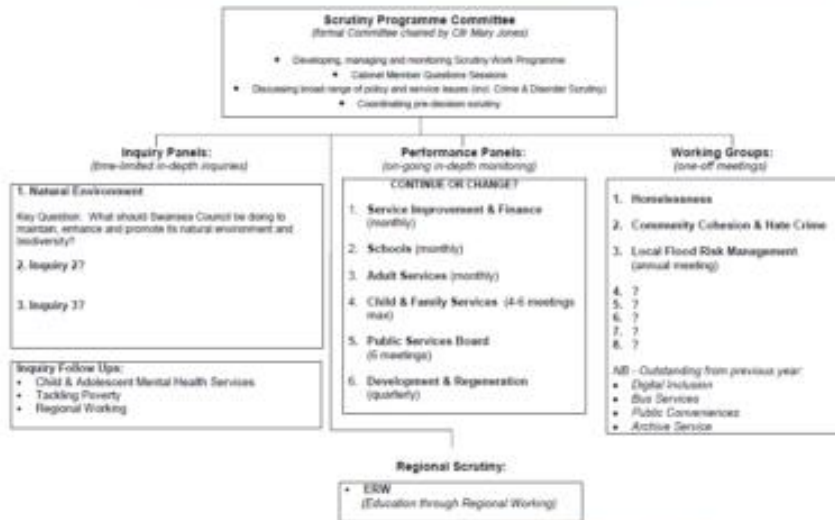 Scrutiny Programme Committee
(formal Committee chaired by Cllr Mary Jones)
• Developing, managing and monitoring Scrutiny Work Programme
• Cabinet Member Questions Sessions
• Discussing broad range of policy and service issues (incl. Crime & Disorder Scrutiny)
• Coordinating pre-decision scrutiny
Inquiry Panels:
(time-limited in-depth inquiries)
1. Natural Environment
Key Question: What should Swansea Council be doing to
maintain, enhance and promote its natural environment and
biodiversity?
2. Inquiry 2?
3. Inquiry 3?
Inquiry Follow Ups:
• Child & Adolescent Mental Health Services
• Tackling Poverty
• Regional Working
Performance Panels:
(on-going in-depth monitoring)
CONTINUE OR CHANGE?
1. Service Improvement & Finance
(monthly)
2. Schools (monthly)
3. Adult Services (monthly)
4. Child & Family Services (4-6 meetings
max)
5. Public Services Board
(6 meetings)
6. Development & Regeneration
(quarterly)
Working Groups:
(one-off meetings)
1. Homelessness
2. Community Cohesion & Hate Crime
3. Local Flood Risk Management
(annual meeting)
4. ?
5. ?
6. ?
7. ?
8. ?
NB - Outstanding from previous year:
• Digital Inclusion
• Bus Services
• Public Conveniences
• Archive Service
Regional Scrutiny:
• ERW
(Education through Regional Working)